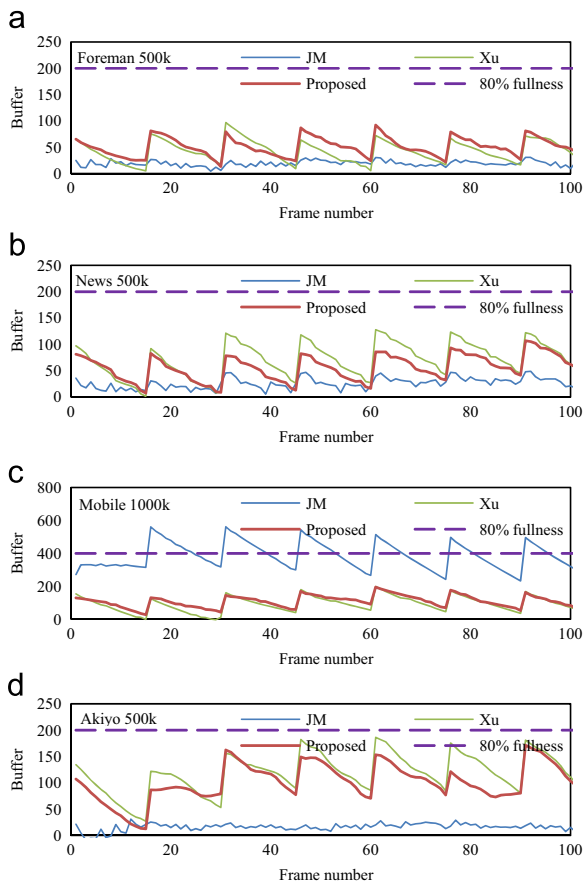 a
250
Foreman 500k
JM
Xu
200
Proposed
80% fullness
150
100
50
0
Buffer
0 20 40 60 80 100
Frame number
b
250
News 500k
JM
Xu
200
Proposed
80% fullness
150
100
50
0
Buffer
0 20 40 60 80 100
Frame number
c
800
Mobile 1000k
JM
Xu
600
Proposed
80% fullness
400
200
0
Buffer
0 20 40 60 80 100
Frame number
d
250
Akiyo 500k
JM
Xu
200
Proposed
80% fullness
150
100
50
0
Buffer
0 20 40 60 80 100
Frame number